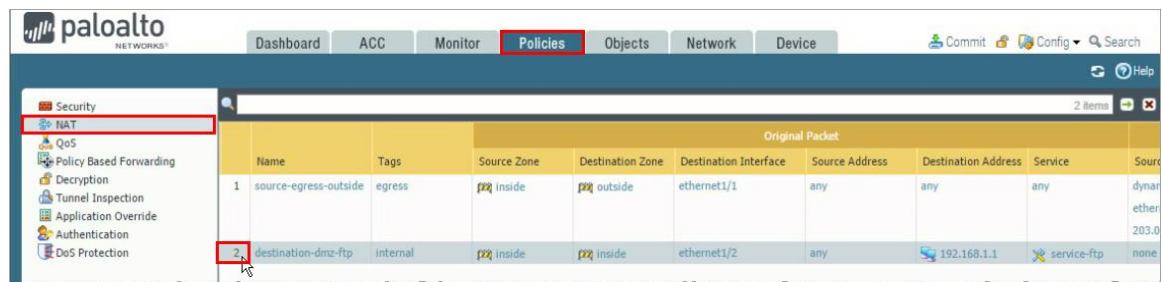 paloalto
NETWORKS®
Dashboard ACC Monitor Policies Objects Network Device
Commit Config Search
Help
2 items
Security
NAT
QoS
Policy Based Forwarding
Decryption
Tunnel Inspection
Application Override
Authentication
DoS Protection
Original Packet
Name Tags Source Zone Destination Zone Destination Interface Source Address Destination Address Service
1 source-egress-outside egress inside outside ethernet1/1 any any any
203.0
2 destination-dmz-ftp internal inside inside ethernet1/2 any 192.168.1.1 service-ftp none